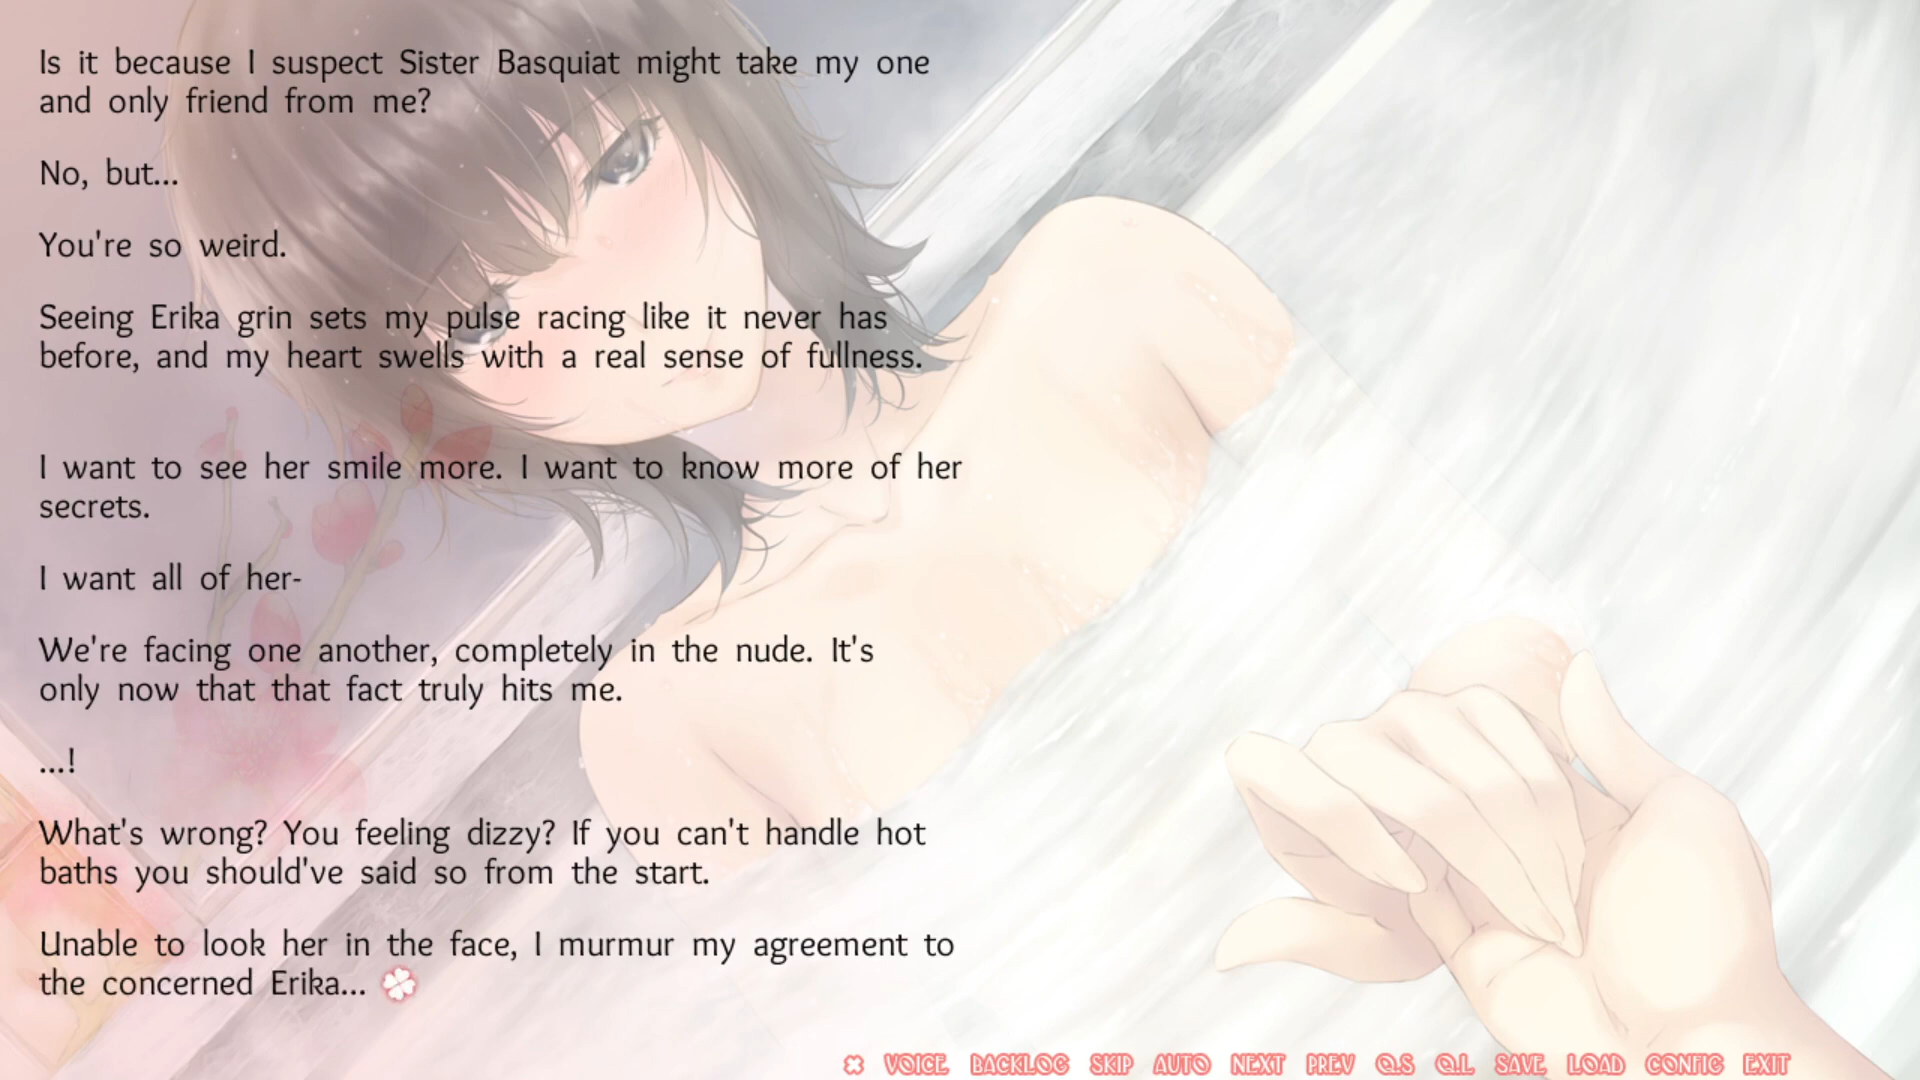 Is it because I suspect Sister Basquiat might take my one
and only friend from me?
No, but...
You're so weird.
Seeing Erika grin sets my pulse racing like it never has
before, and my heart swells with a real sense of fullness.
I want to see her smile more. I want to know more of her
secrets.
I want all of her-
We're facing one another, completely in the nude. It's
only now that that fact truly hits me.
...!
What's wrong? You feeling dizzy? If you can't handle hot
baths you should've said so from the start.
Unable to look her in the face, I murmur my agreement to
the concerned Erika...
VOICE BACKLOG SKIP AUTO NEXT PREV Q.S Q.L SAVE LOAD CONFIG EXIT